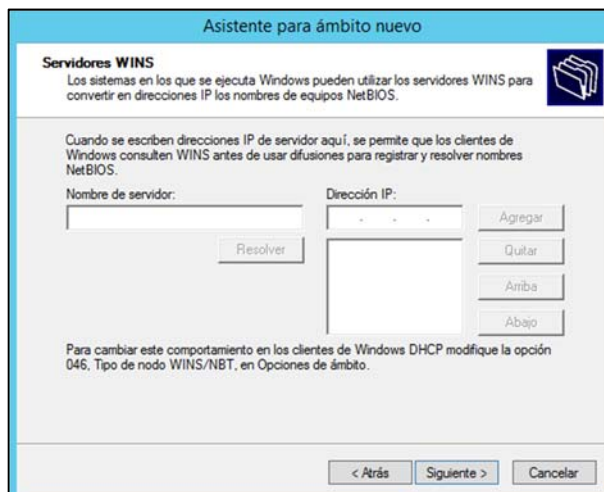 Asistente para ámbito nuevo
Servidores WINS
Los sistemas en los que se ejecuta Windows pueden utilizar los servidores WINS para
convertir en direcciones IP los nombres de equipos NetBIOS.
Cuando se escriben direcciones IP de servidor aquí, se permite que los clientes de
Windows consulten WINS antes de usar difusiones para registrar y resolver nombres
NetBIOS.
Nombre de servidor:
Dirección IP:
Agregar
Resolver
Quitar
Arriba
Abajo
Para cambiar este comportamiento en los clientes de Windows DHCP modifique la opción
046, Tipo de nodo WINS/NBT, en Opciones de ámbito.
< Atrás
Siguiente >
Cancelar